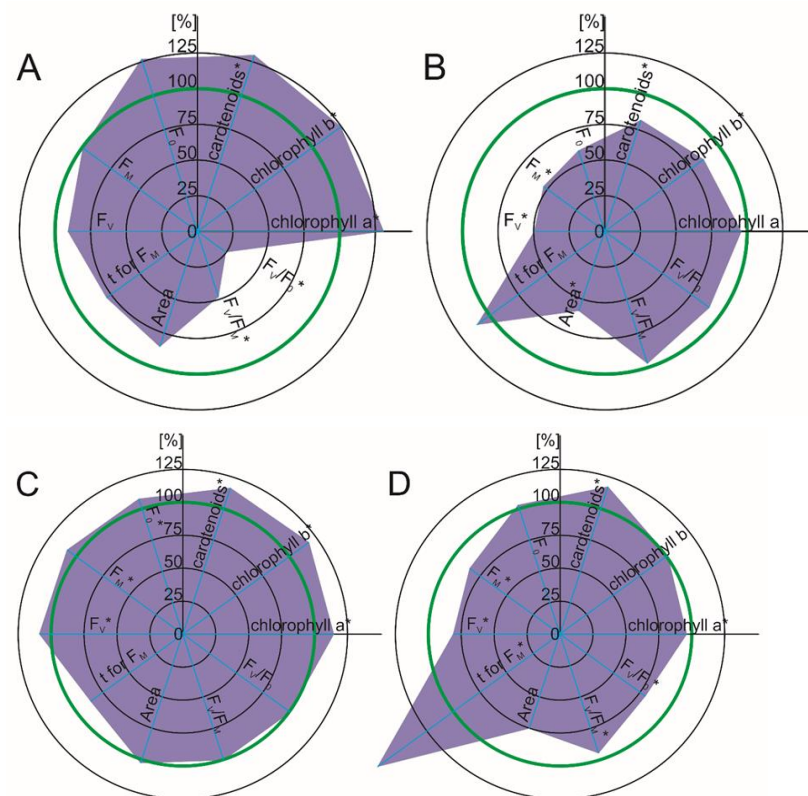 A
[%]
125
100
75
50
25
0
carotenoids*
chlorophyll b*
chlorophyll a*
Fv/F0*
Fv/FM*
Area
t for FM
Fv
FM
F0
B
[%]
125
100
75
50
25
0
cardtenoids*
chlorophyll b*
chlorophyll a
Fv/F0
Fv/FM
Area*
t for FM
Fv*
FM*
F0
C
[%]
125
100
75
50
25
0
carotenoids*
chlorophyll b*
chlorophyll a*
Fv/F0
Fv/FM
Area
t for FM
Fv*
FM*
F0*
D
[%]
125
100
75
50
25
0
carotenoids*
chlorophyll b
chlorophyll a*
Fv/F0*
Fv/FM*
Area
t for FM*
Fv*
FM*
F0